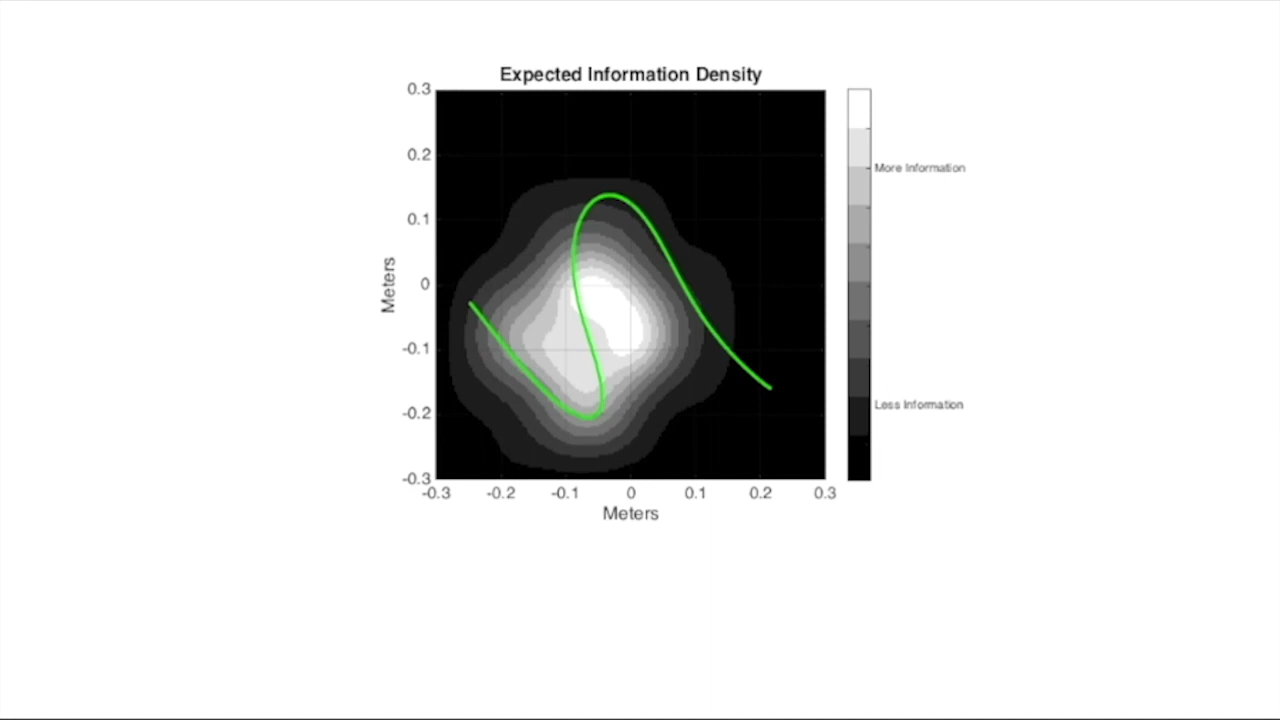 Expected Information Density
0.3
0.2
0.1
0
-0.1
-0.2
-0.3
Meters
-0.3 -0.2 -0.1 0 0.1 0.2 0.3
Meters
More Information
Less Information